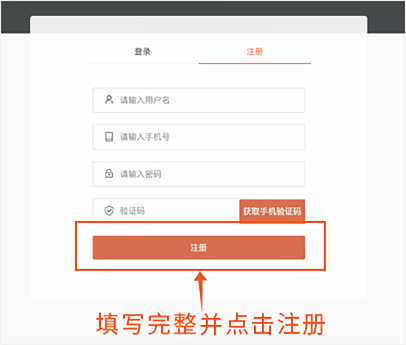 登录 注册
请输入用户名
请输入手机号
请输入密码
验证码 获取手机验证码
注册
填写完整并点击注册